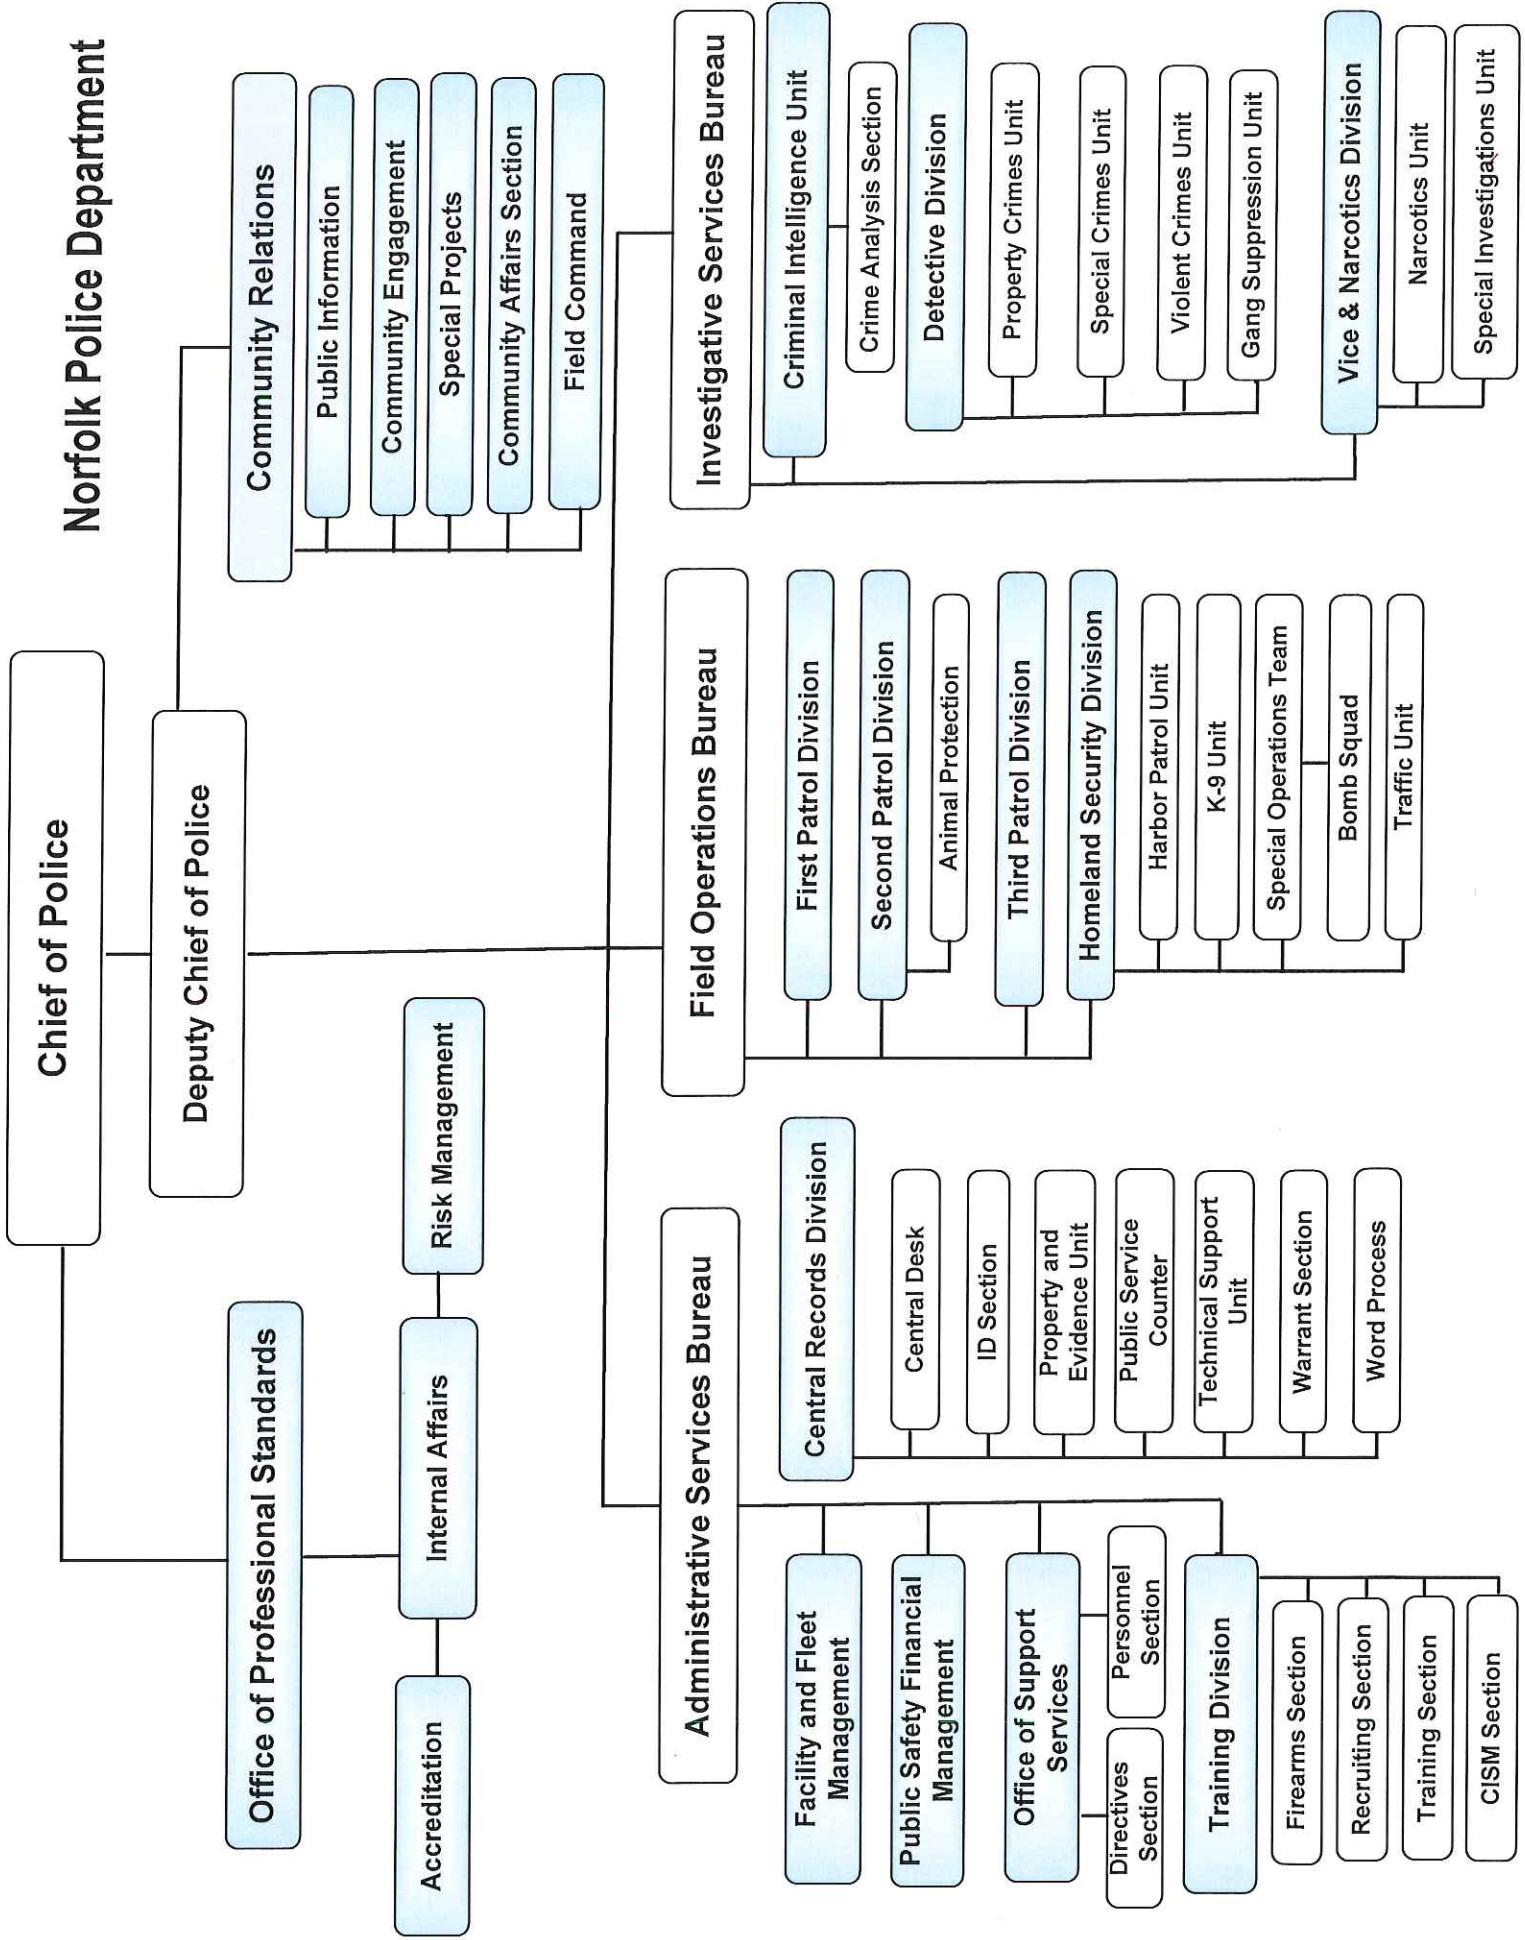 Norfolk Police Department
Chief of Police
Deputy Chief of Police
Office of Professional Standards
Accreditation
Internal Affairs
Risk Management
Community Relations
Public Information
Community Engagement
Special Projects
Community Affairs Section
Field Command
Administrative Services Bureau
Facility and Fleet
Management
Public Safety Financial
Management
Office of Support
Services
Directives
Section
Personnel
Section
Training Division
Firearms Section
Recruiting Section
Training Section
CISM Section
Central Records Division
Central Desk
ID Section
Property and
Evidence Unit
Public Service
Counter
Technical Support
Unit
Warrant Section
Word Process
Field Operations Bureau
First Patrol Division
Second Patrol Division
Animal Protection
Third Patrol Division
Homeland Security Division
Harbor Patrol Unit
K-9 Unit
Special Operations Team
Bomb Squad
Traffic Unit
Investigative Services Bureau
Criminal Intelligence Unit
Crime Analysis Section
Detective Division
Property Crimes Unit
Special Crimes Unit
Violent Crimes Unit
Gang Suppression Unit
Vice & Narcotics Division
Narcotics Unit
Special Investigations Unit